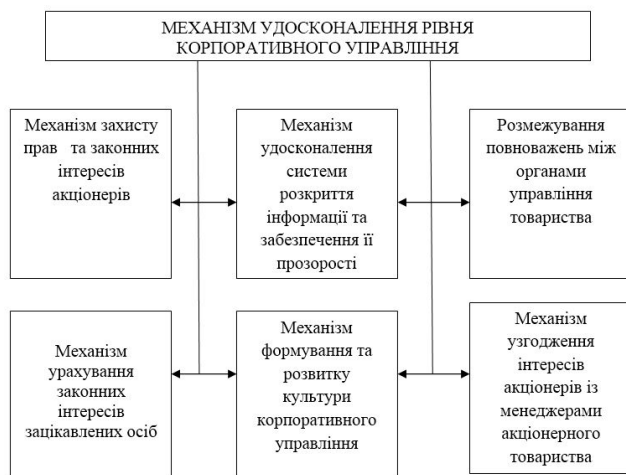 МЕХАНІЗМ УДОСКОНАЛЕННЯ РІВНЯ
КОРПОРАТИВНОГО УПРАВЛІННЯ
Механізм захисту
прав та законних
інтересів
акціонерів
Механізм
удосконалення
системи
розкриття
інформації та
забезпечення її
прозорості
Розмежування
повноважень між
органами
управління
товариства
Механізм
урахування
законних
інтересів
зацікавлених осіб
Механізм
формування та
розвитку
культури
корпоративного
управління
Механізм
узгодження
інтересів
акціонерів із
менеджерами
акціонерного
товариства